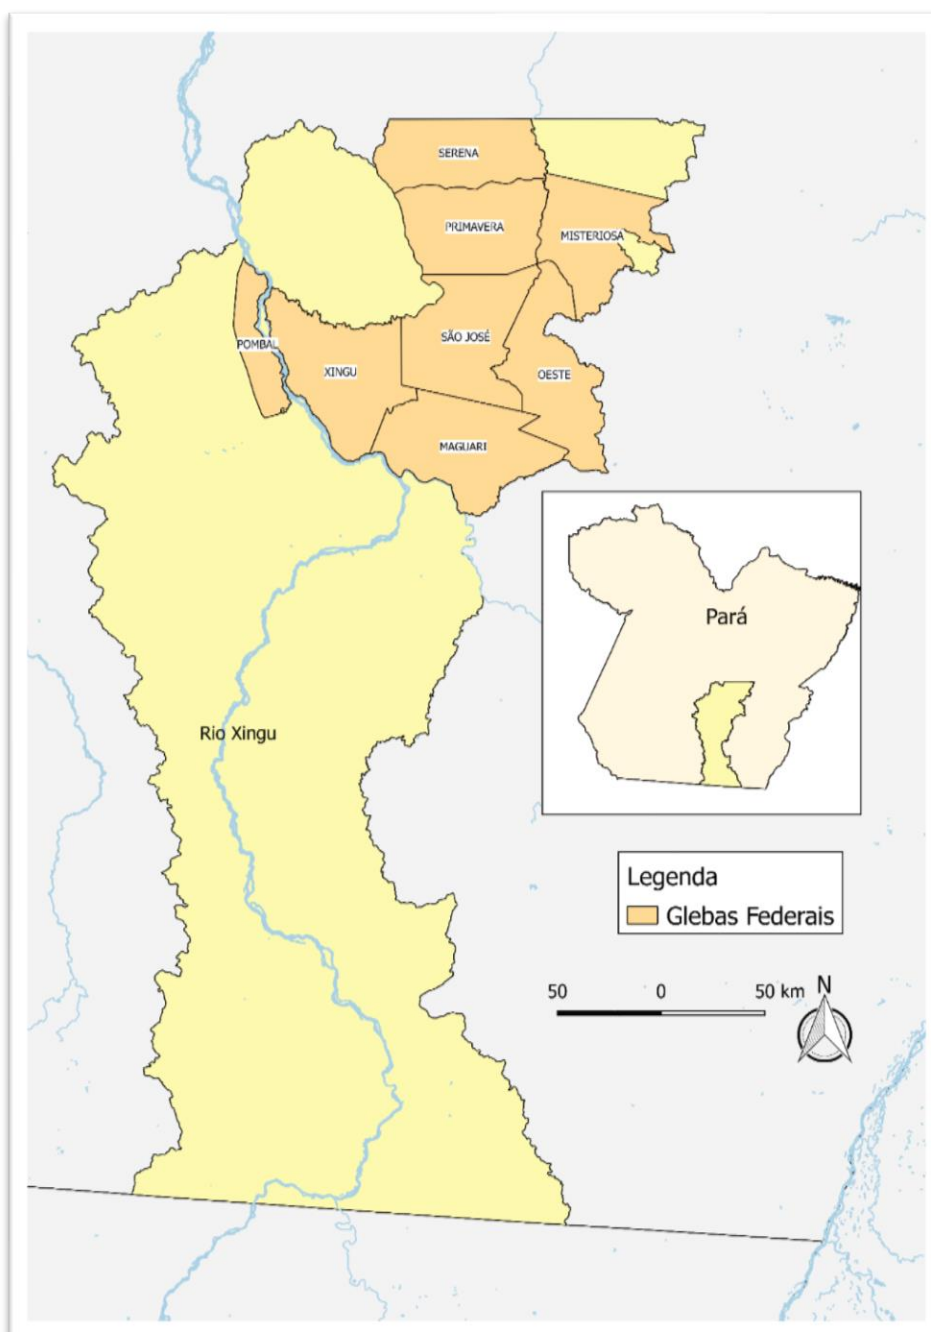 SERENA
PRIMAVERA
MISTERIOSA
POMBAL
XINGU
SÃO JOSÉ
OESTE
MAGUARI
Pará
Rio Xingu
Legenda
Glebas Federais
50 0 50 km
N